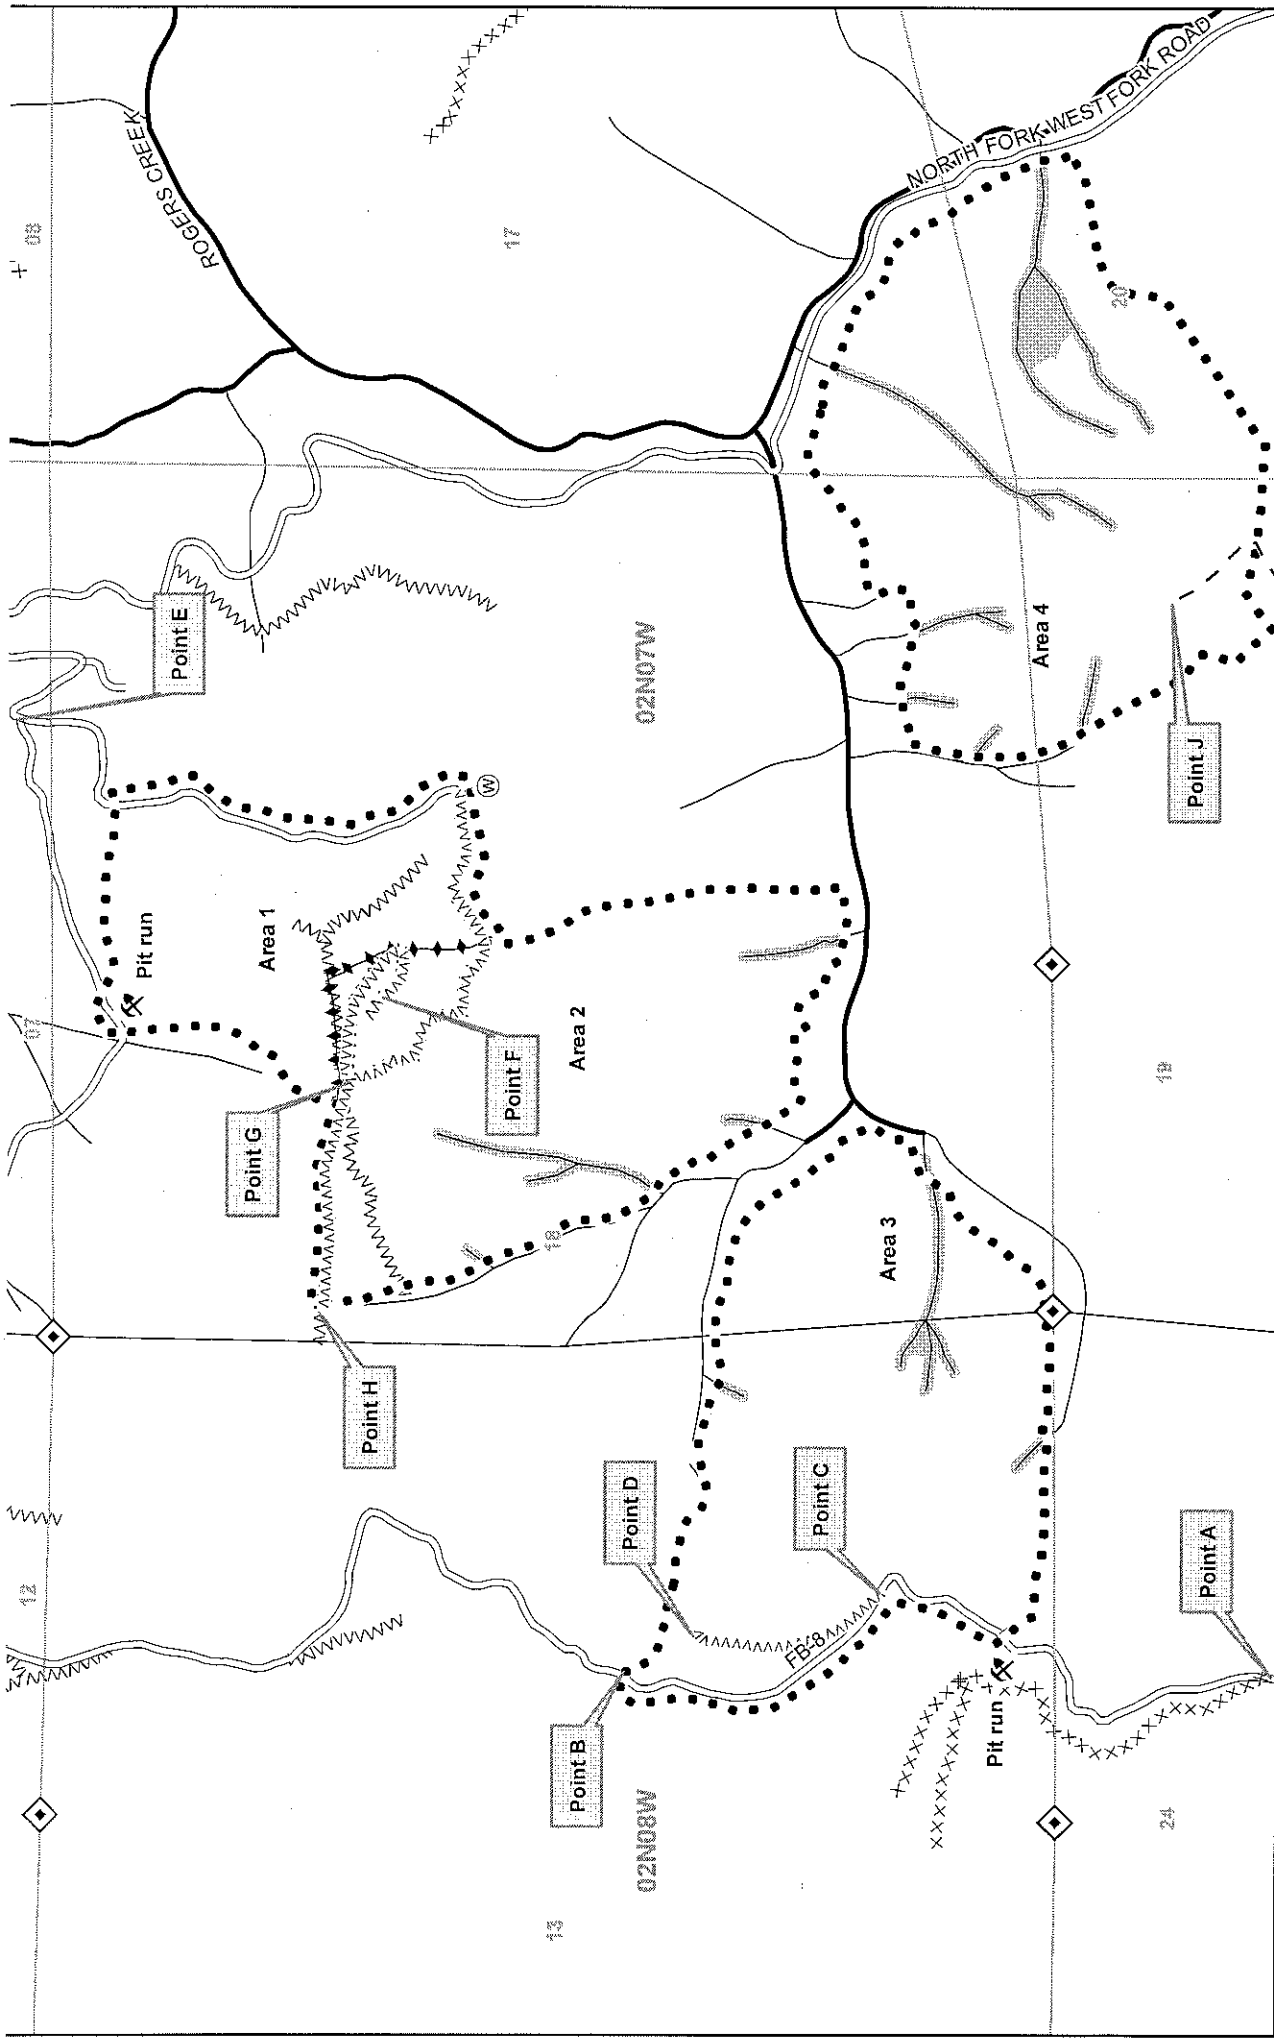 12
07
08
ROGERS CREEK
Pit run
Point E
Area 1
Point G
Point H
17
W
Point F
Area 2
18
13
Point B
Point D
02N08W
02N07W
FB-8
Point C
Area 3
NORTH FORK WEST FORK ROAD
Pit run
Area 4
20
24
Point A
19
Point J